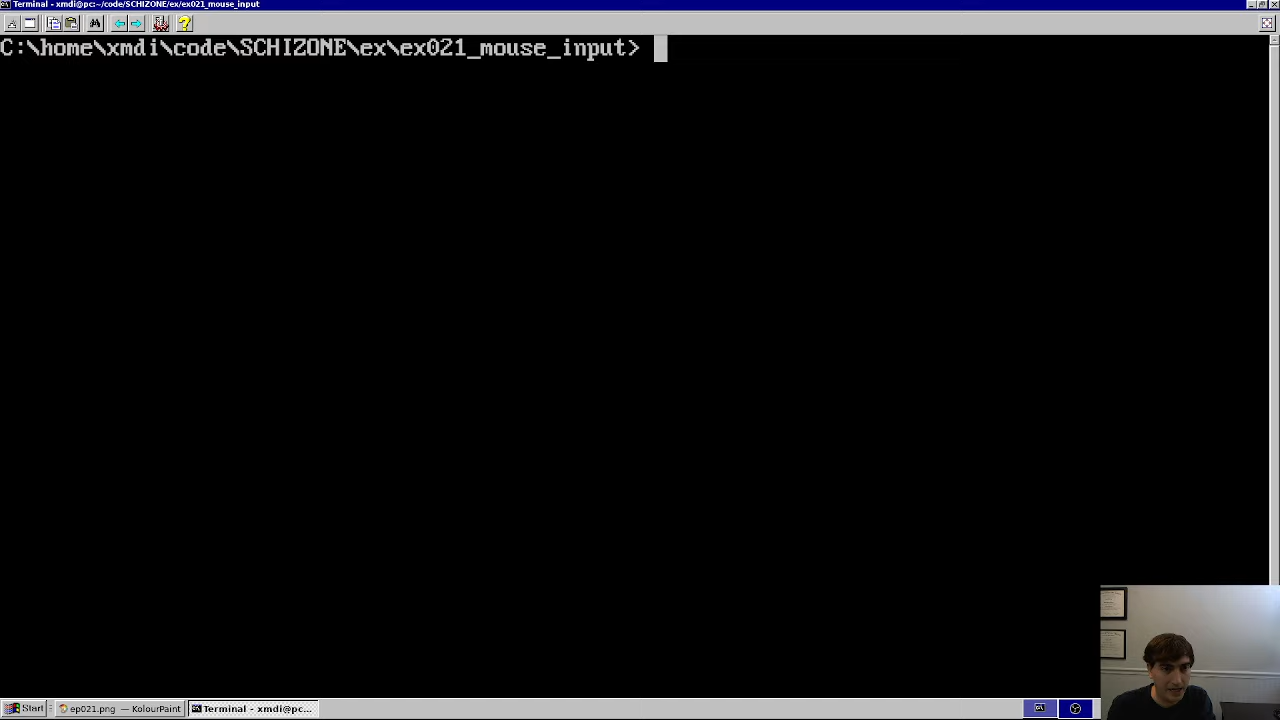 Terminal - xmdi@pc:~/code/SCHIZONE/ex/ex021_mouse_input
C:\home\xmdi\code\SCHIZONE\ex\ex021_mouse_input>
Start
ep021.png — KolourPaint
Terminal - xmdi@pc...